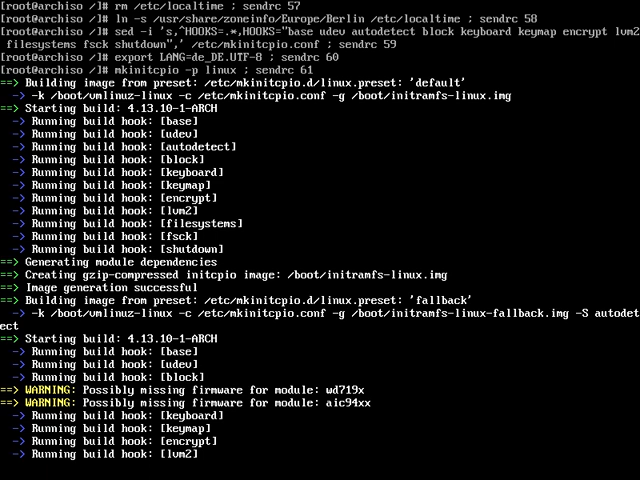 [root@archiso /]# rm /etc/localtime ; sendrc 57
[root@archiso /]# ln -s /usr/share/zoneinfo/Europe/Berlin /etc/localtime ; sendrc 58
[root@archiso /]# sed -i 's,^HOOKS=.*,HOOKS="base udev autodetect block keyboard keymap encrypt lvm2
 filesystems fsck shutdown",' /etc/mkinitcpio.conf ; sendrc 59
[root@archiso /]# export LANG=de_DE.UTF-8 ; sendrc 60
[root@archiso /]# mkinitcpio -p linux ; sendrc 61
==> Building image from preset: /etc/mkinitcpio.d/linux.preset: 'default'
  -> -k /boot/vmlinuz-linux -c /etc/mkinitcpio.conf -g /boot/initramfs-linux.img
==> Starting build: 4.13.10-1-ARCH
  -> Running build hook: [base]
  -> Running build hook: [udev]
  -> Running build hook: [autodetect]
  -> Running build hook: [block]
  -> Running build hook: [keyboard]
  -> Running build hook: [keymap]
  -> Running build hook: [encrypt]
  -> Running build hook: [lvm2]
  -> Running build hook: [filesystems]
  -> Running build hook: [fsck]
  -> Running build hook: [shutdown]
==> Generating module dependencies
==> Creating gzip-compressed initcpio image: /boot/initramfs-linux.img
==> Image generation successful
==> Building image from preset: /etc/mkinitcpio.d/linux.preset: 'fallback'
  -> -k /boot/vmlinuz-linux -c /etc/mkinitcpio.conf -g /boot/initramfs-linux-fallback.img -S autodet
ect
==> Starting build: 4.13.10-1-ARCH
  -> Running build hook: [base]
  -> Running build hook: [udev]
  -> Running build hook: [block]
==> WARNING: Possibly missing firmware for module: wd719x
==> WARNING: Possibly missing firmware for module: aic94xx
  -> Running build hook: [keyboard]
  -> Running build hook: [keymap]
  -> Running build hook: [encrypt]
  -> Running build hook: [lvm2]